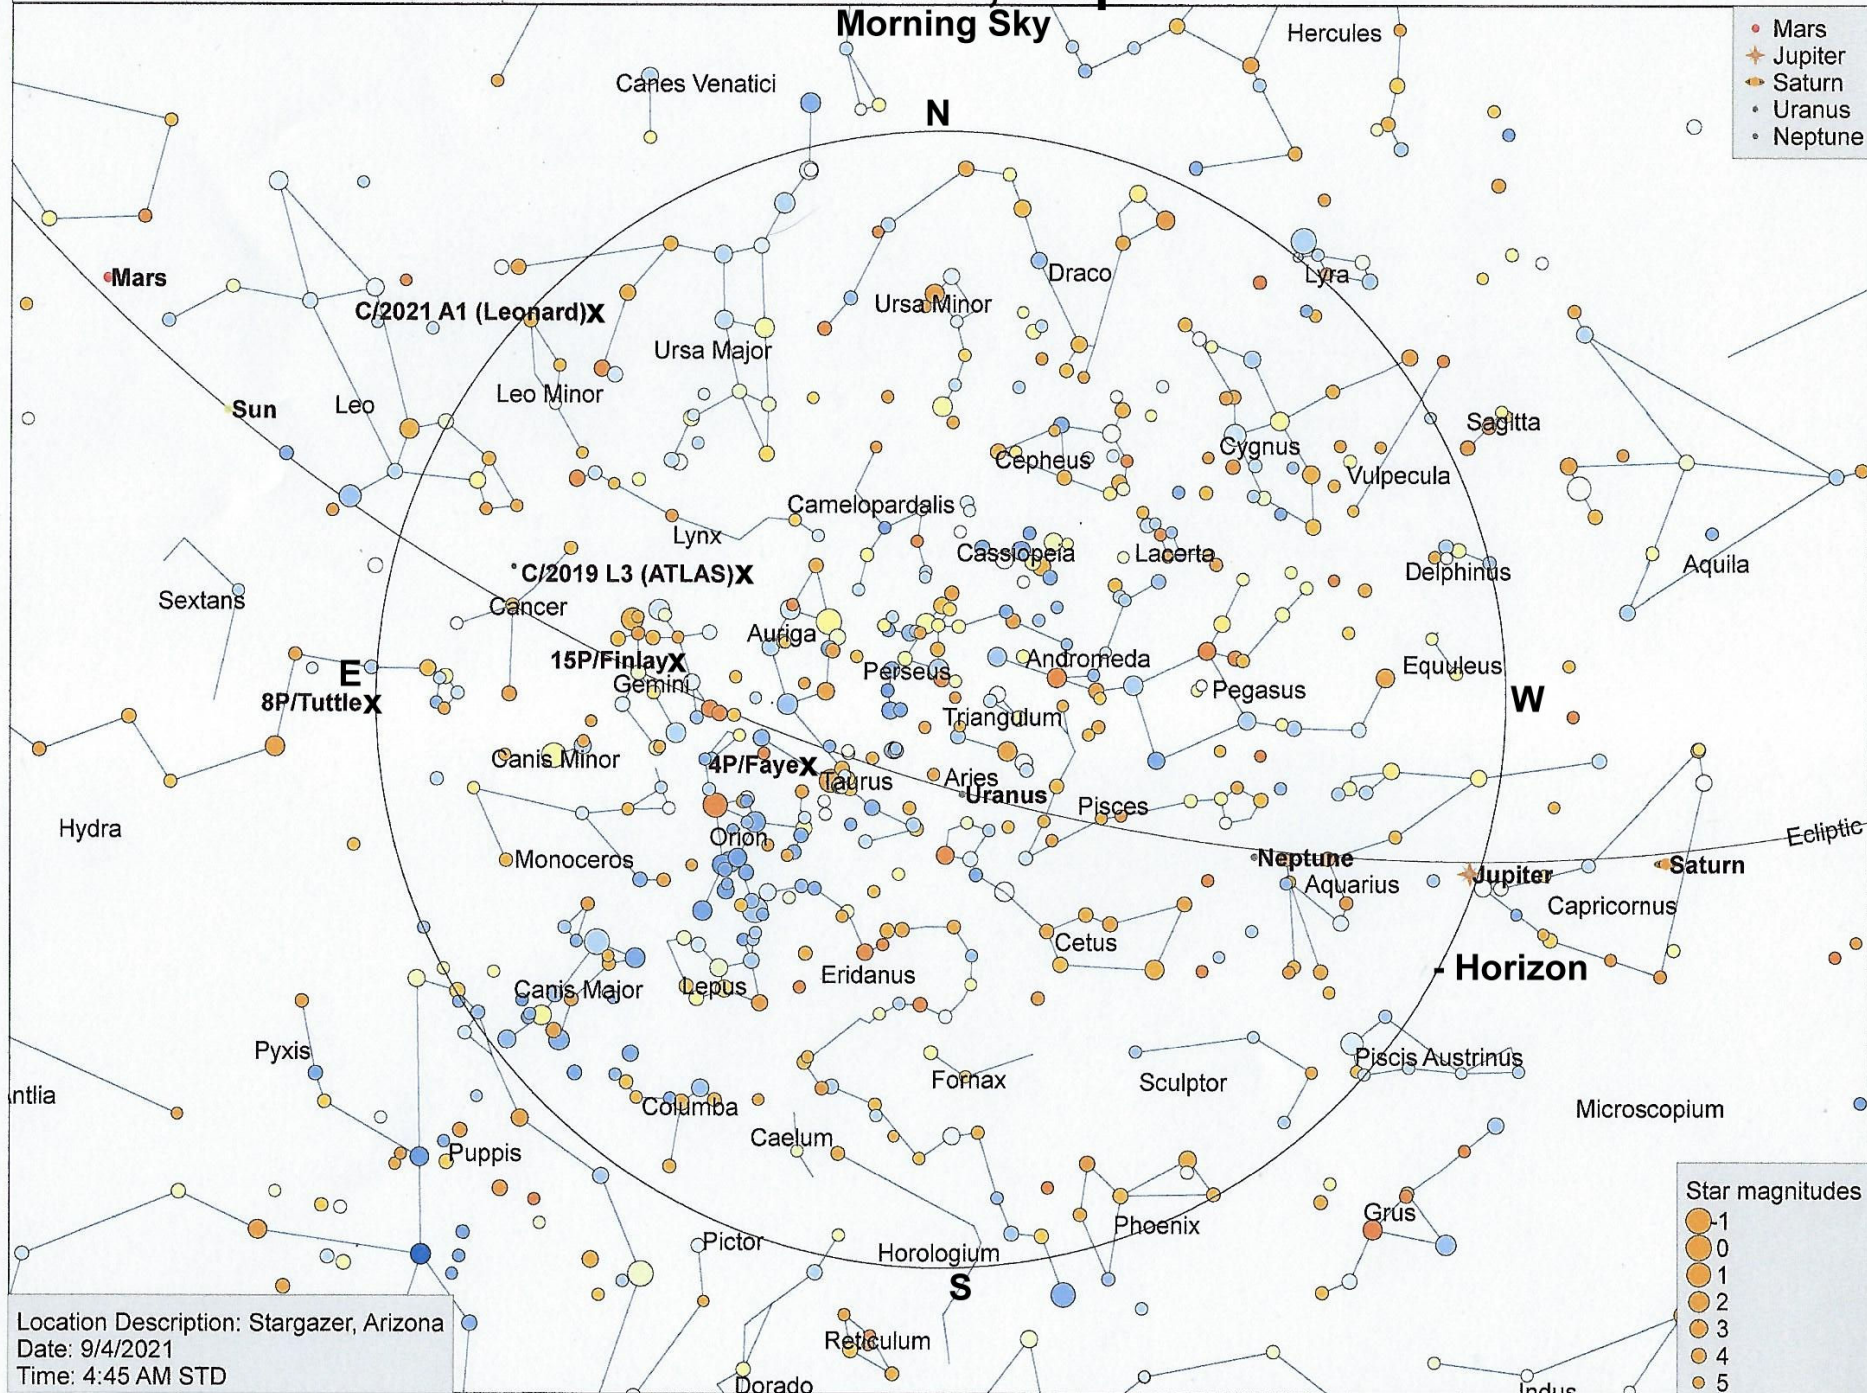 Morning Sky
Hercules
Mars
Jupiter
Saturn
Uranus
Neptune
Canes Venatici
N
Mars
Draco
Lyra
C/2021 A1 (Leonard)X
Ursa Minor
Ursa Major
Leo Minor
Sun
Leo
Sagitta
Cygnus
Cepheus
Vulpecula
Camelopardalis
Lynx
Cassiopeia
Lacerta
Aquila
Delphinus
C/2019 L3 (ATLAS)X
Sextans
Cancer
Auriga
15P/FinlayX
Perseus
Andromeda
Equuleus
E
Gemini
Pegasus
8P/TuttleX
Triangulum
W
Canis Minor
4P/FayeX
Taurus
Aries
Uranus
Pisces
Hydra
Orion
Ecliptic
Monoceros
Neptune
Jupiter
Saturn
Aquarius
Capricornus
Cetus
- Horizon
Eridanus
Canis Major
Lepus
Pyxis
Piscis Austrinus
Fornax
Sculptor
ntlia
Columba
Microscopium
Caelum
Puppis
Star magnitudes
Grus
-1
Phoenix
Pictor
Horologium
0
S
1
2
Location Description: Stargazer, Arizona
3
Reticulum
Date: 9/4/2021
4
Time: 4:45 AM STD
5
Dorado
Indus